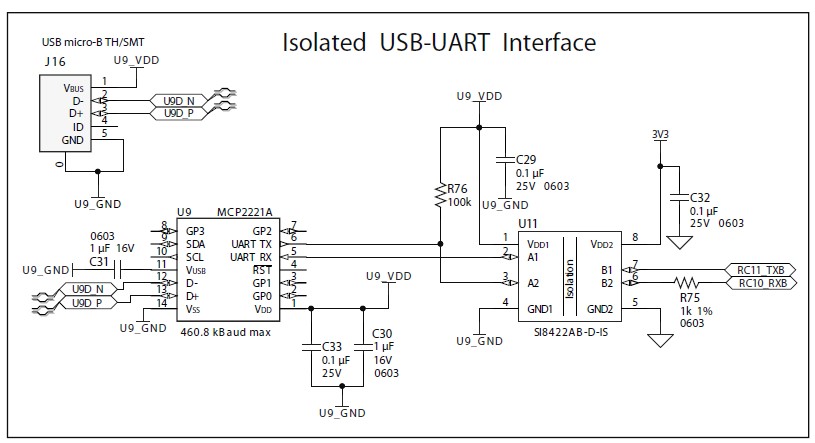 Isolated USB-UART Interface
USB micro-B TH/SMT
J16
U9_VDD
VBUS 1
D- 2 U9D_N
D+ 3 U9D_P
ID 4
GND 5
0
U9_GND
U9 MCP2221A
8 GP3 GP2 7
9 SDA UART TX 6
10 SCL UART RX 5
11 VUSB RST 4
12 D- GP1 3
13 D+ GP0 2
14 VSS VDD 1
460.8 kBaud max
0603
1 µF 16V
C31
U9_GND
U9D_N
U9D_P
U9_GND
U9_VDD
C33
0.1 µF
25V
C30
1 µF
16V
0603
U9_GND
U9_VDD
R76
100k
C29
0.1 µF
25V 0603
U9_GND
U11
1 VDD1 VDD2 8
2 A1 B1 7
3 A2 B2 6
4 GND1 GND2 5
Isolation
SI8422AB-D-IS
U9_GND
3V3
C32
0.1 µF
25V 0603
RC11_TXB
RC10_RXB
R75
1k 1%
0603